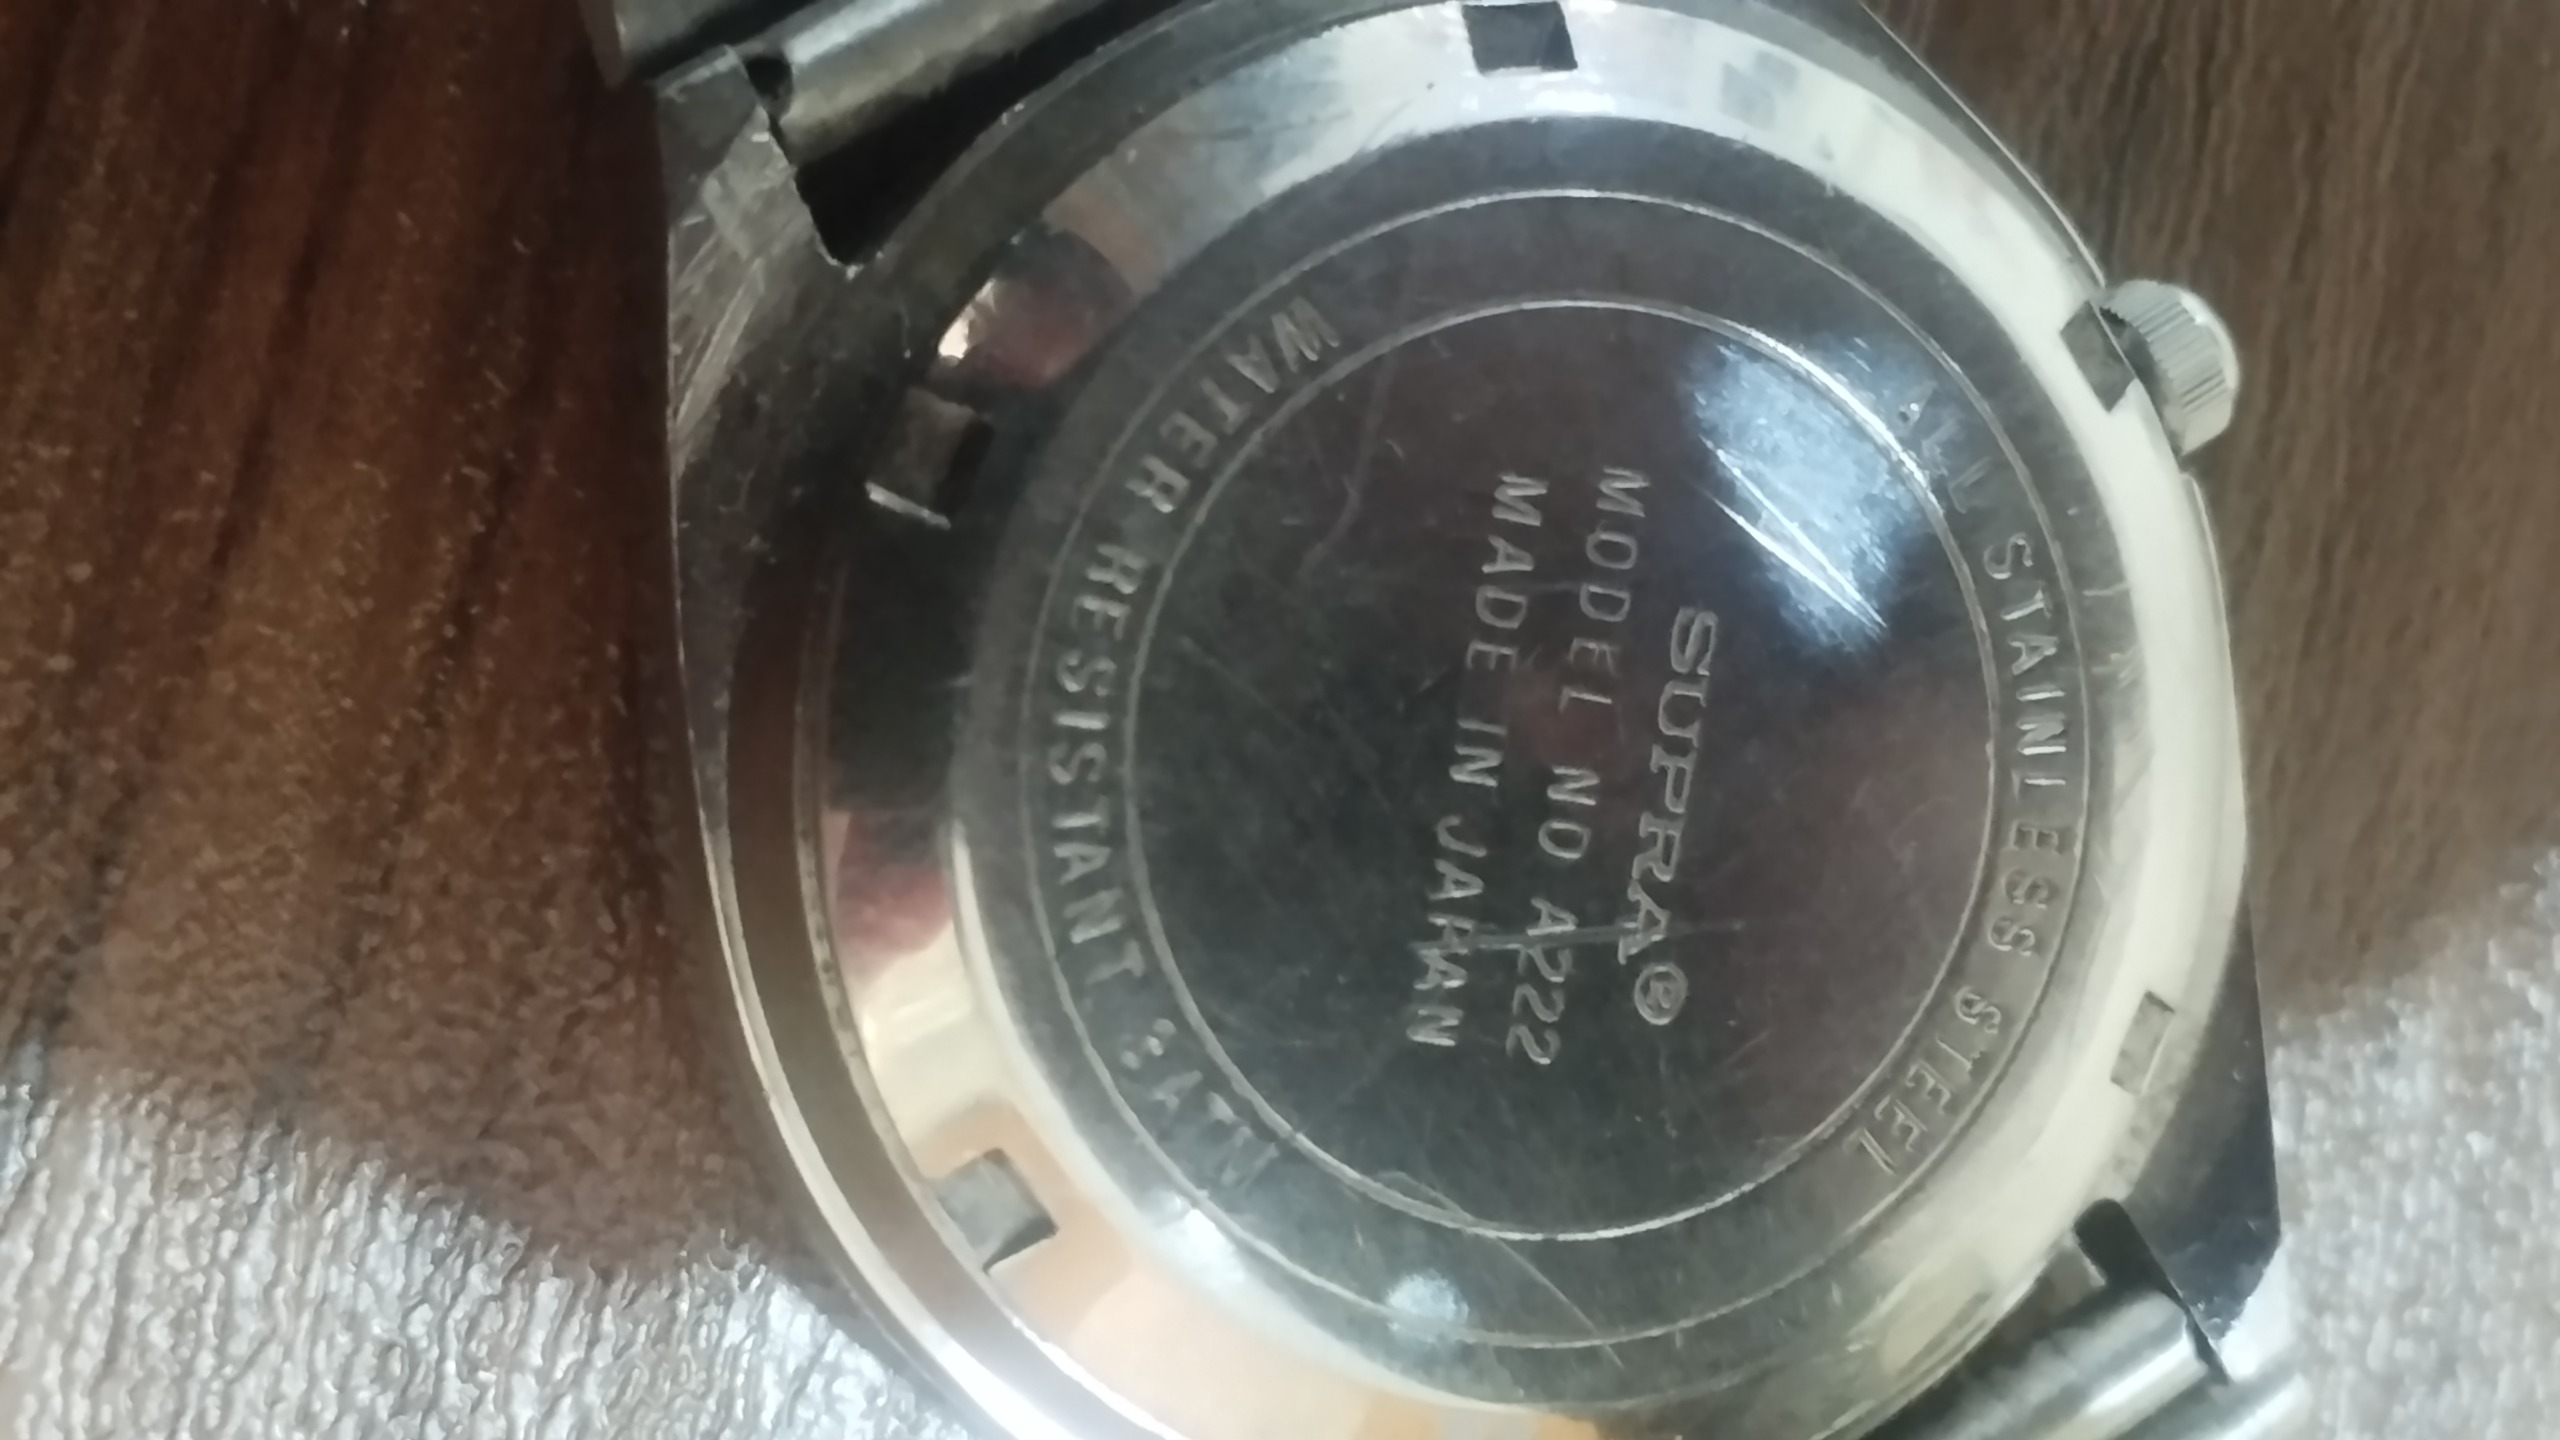 ALL STAINLESS STEEL
SUPRA®
MODEL NO A222
MADE IN JAPAN
WATER RESISTANT